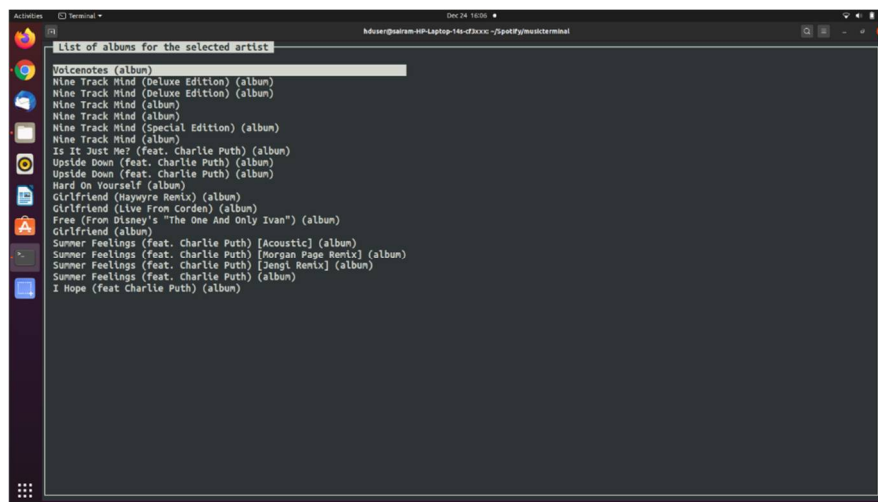 Activities
Terminal
Dec 24 16:06
hduser@sairam-HP-Laptop-14s-cf3xxx: ~/Spotify/musicterminal
List of albums for the selected artist
Voicenotes (album)
Nine Track Mind (Deluxe Edition) (album)
Nine Track Mind (Deluxe Edition) (album)
Nine Track Mind (album)
Nine Track Mind (album)
Nine Track Mind (Special Edition) (album)
Nine Track Mind (album)
Is It Just Me? (feat. Charlie Puth) (album)
Upside Down (feat. Charlie Puth) (album)
Upside Down (feat. Charlie Puth) (album)
Hard On Yourself (album)
Girlfriend (Haywyre Remix) (album)
Girlfriend (Live From Corden) (album)
Free (From Disney's "The One And Only Ivan") (album)
Girlfriend (album)
Summer Feelings (feat. Charlie Puth) [Acoustic] (album)
Summer Feelings (feat. Charlie Puth) [Morgan Page Remix] (album)
Summer Feelings (feat. Charlie Puth) [Jengi Remix] (album)
Summer Feelings (feat. Charlie Puth) (album)
I Hope (feat Charlie Puth) (album)